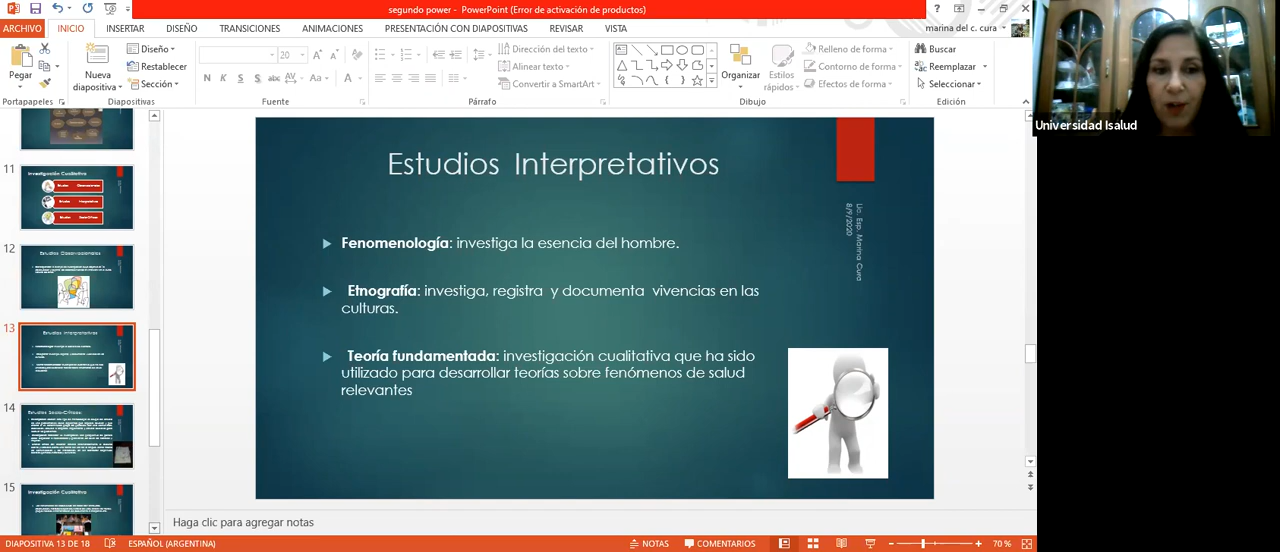 segundo power - PowerPoint (Error de activación de productos)
ARCHIVO INICIO INSERTAR DISEÑO TRANSICIONES ANIMACIONES PRESENTACIÓN CON DIAPOSITIVAS REVISAR VISTA
marina del c. cura
Pegar
Portapapeles
Nueva
diapositiva
Diseño
Restablecer
Sección
Diapositivas
20
N K S S abc AV Aa A
Fuente
Párrafo
Dirección del texto
Alinear texto
Convertir a SmartArt
Organizar
Estilos
rápidos
Relleno de forma
Contorno de forma
Efectos de forma
Dibujo
Buscar
Reemplazar
Seleccionar
Edición
Universidad Isalud
11
Investigación Cualitativa
12
Estudios Observacionales
13
Estudios Interpretativos
14
Estudios Socio-Críticos:
15
Investigación Cualitativa
Estudios Interpretativos
Lic. Esp. Marina Cura
8/9/2020
Fenomenología: investiga la esencia del hombre.
Etnografía: investiga, registra y documenta vivencias en las
culturas.
Teoría fundamentada: investigación cualitativa que ha sido
utilizado para desarrollar teorías sobre fenómenos de salud
relevantes
Haga clic para agregar notas
DIAPOSITIVA 13 DE 18 ESPAÑOL (ARGENTINA) NOTAS COMENTARIOS 70 %